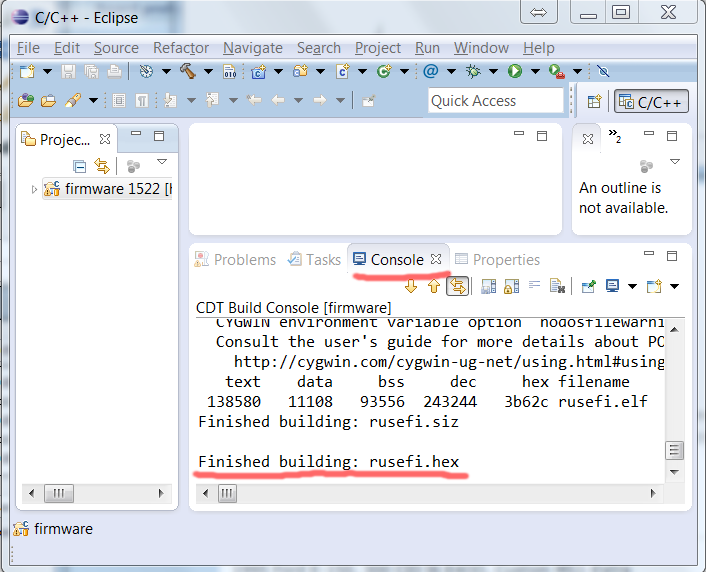 C/C++ - Eclipse
File Edit Source Refactor Navigate Search Project Run Window Help
010
Quick Access
C/C++
Projec...
2
firmware 1522 [h
An outline is
not available.
Problems Tasks Console Properties
CDT Build Console [firmware]
CYGWIN environment variable option nodosfilewarni
Consult the user's guide for more details about PO
http://cygwin.com/cygwin-ug-net/using.html#using
text data bss dec hex filename
138580 11108 93556 243244 3b62c rusefi.elf
Finished building: rusefi.siz
Finished building: rusefi.hex
firmware